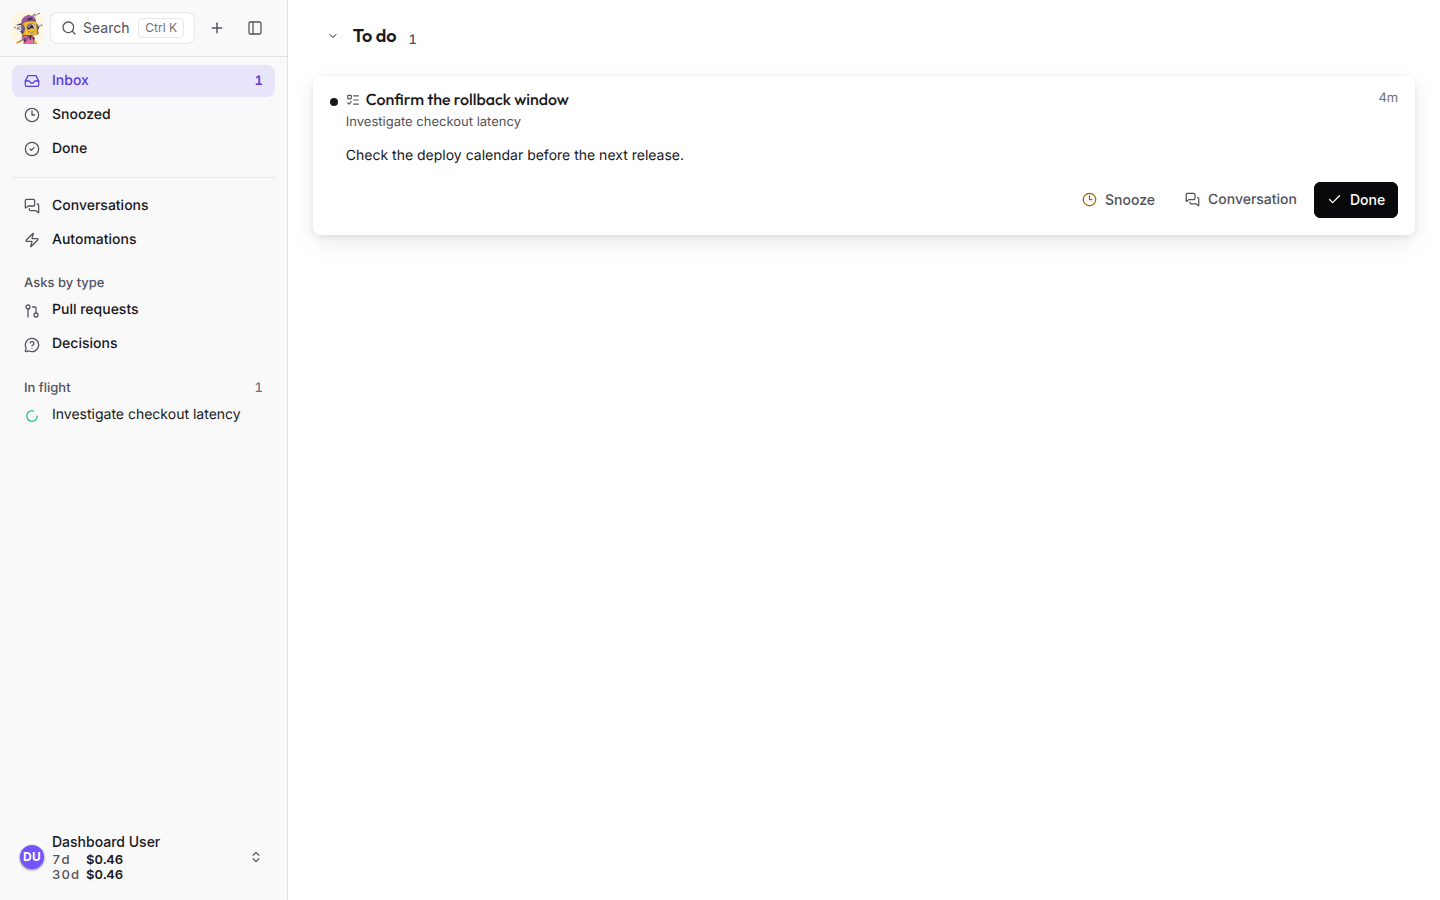 Search Ctrl K
Inbox 1
Snoozed
Done
Conversations
Automations
Asks by type
Pull requests
Decisions
In flight 1
Investigate checkout latency
DU
Dashboard User
7d $0.46
30d $0.46
To do 1
Confirm the rollback window 4m
Investigate checkout latency
Check the deploy calendar before the next release.
Snooze Conversation Done